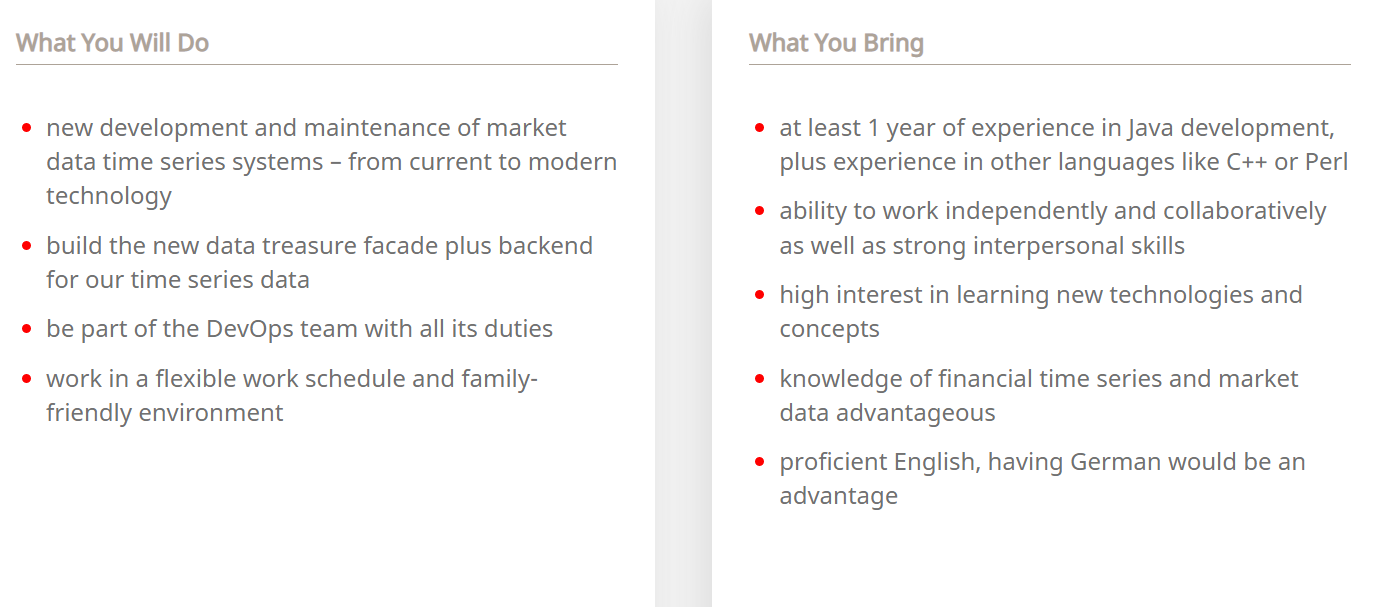 What You Will Do
new development and maintenance of market
data time series systems – from current to modern
technology
build the new data treasure facade plus backend
for our time series data
be part of the DevOps team with all its duties
work in a flexible work schedule and family-
friendly environment
What You Bring
at least 1 year of experience in Java development,
plus experience in other languages like C++ or Perl
ability to work independently and collaboratively
as well as strong interpersonal skills
high interest in learning new technologies and
concepts
knowledge of financial time series and market
data advantageous
proficient English, having German would be an
advantage